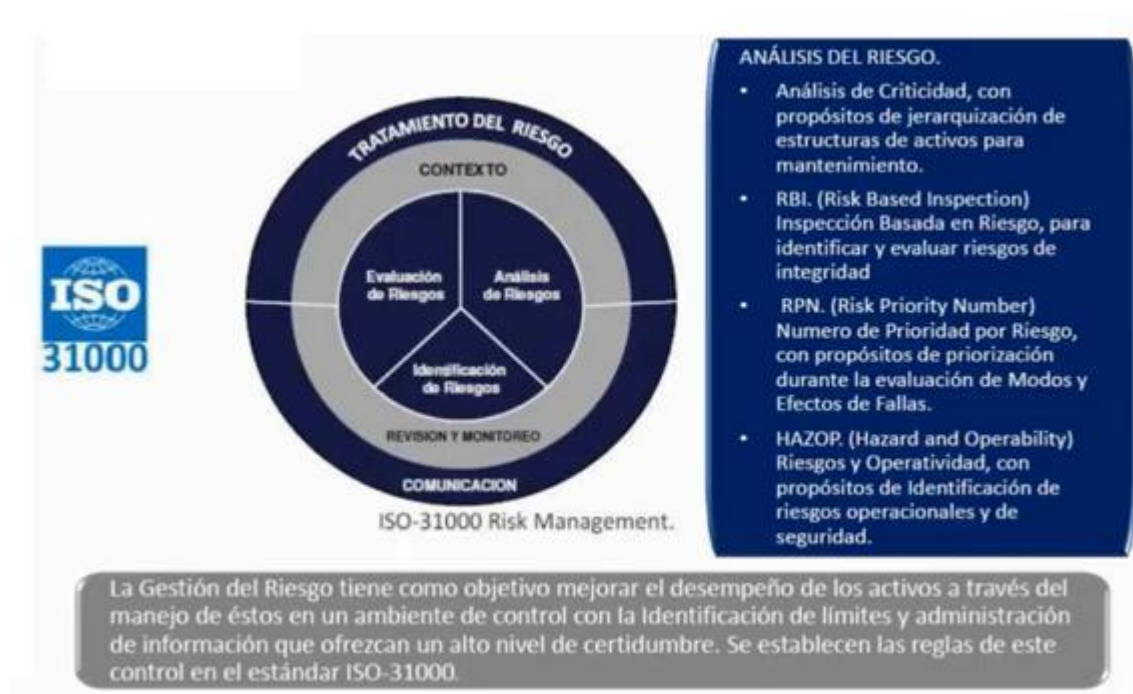 ISO
31000
TRATAMIENTO DEL RIESGO
CONTEXTO
Evaluación
de Riesgos
Análisis
de Riesgos
Identificación
de Riesgos
REVISION Y MONITOREO
COMUNICACION
ISO-31000 Risk Management.
ANÁLISIS DEL RIESGO.
• Análisis de Criticidad, con
propósitos de jerarquización de
estructuras de activos para
mantenimiento.
• RBI. (Risk Based Inspection)
Inspección Basada en Riesgo, para
identificar y evaluar riesgos de
integridad
• RPN. (Risk Priority Number)
Numero de Prioridad por Riesgo,
con propósitos de priorización
durante la evaluación de Modos y
Efectos de Fallas.
• HAZOP. (Hazard and Operability)
Riesgos y Operatividad, con
propósitos de Identificación de
riesgos operacionales y de
seguridad.
La Gestión del Riesgo tiene como objetivo mejorar el desempeño de los activos a través del
manejo de éstos en un ambiente de control con la Identificación de límites y administración
de información que ofrezcan un alto nivel de certidumbre. Se establecen las reglas de este
control en el estándar ISO-31000.